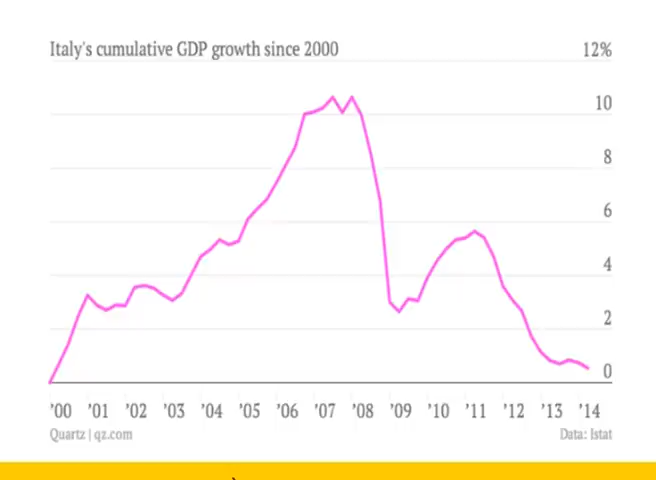 Italy's cumulative GDP growth since 2000 12%
10
8
6
4
2
0
'00 '01 '02 '03 '04 '05 '06 '07 '08 '09 '10 '11 '12 '13 '14
Quartz | qz.com Data: Istat